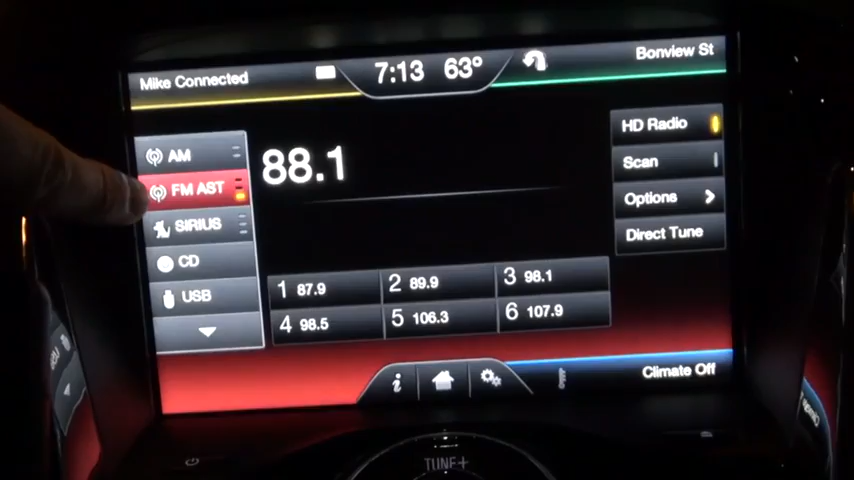 Mike Connected
7:13 63°
Bonview St
AM
FM AST
SIRIUS
CD
USB
88.1
HD Radio
Scan
Options
Direct Tune
1 87.9
2 89.9
3 98.1
4 98.5
5 106.3
6 107.9
i
Climate Off
TUNE+